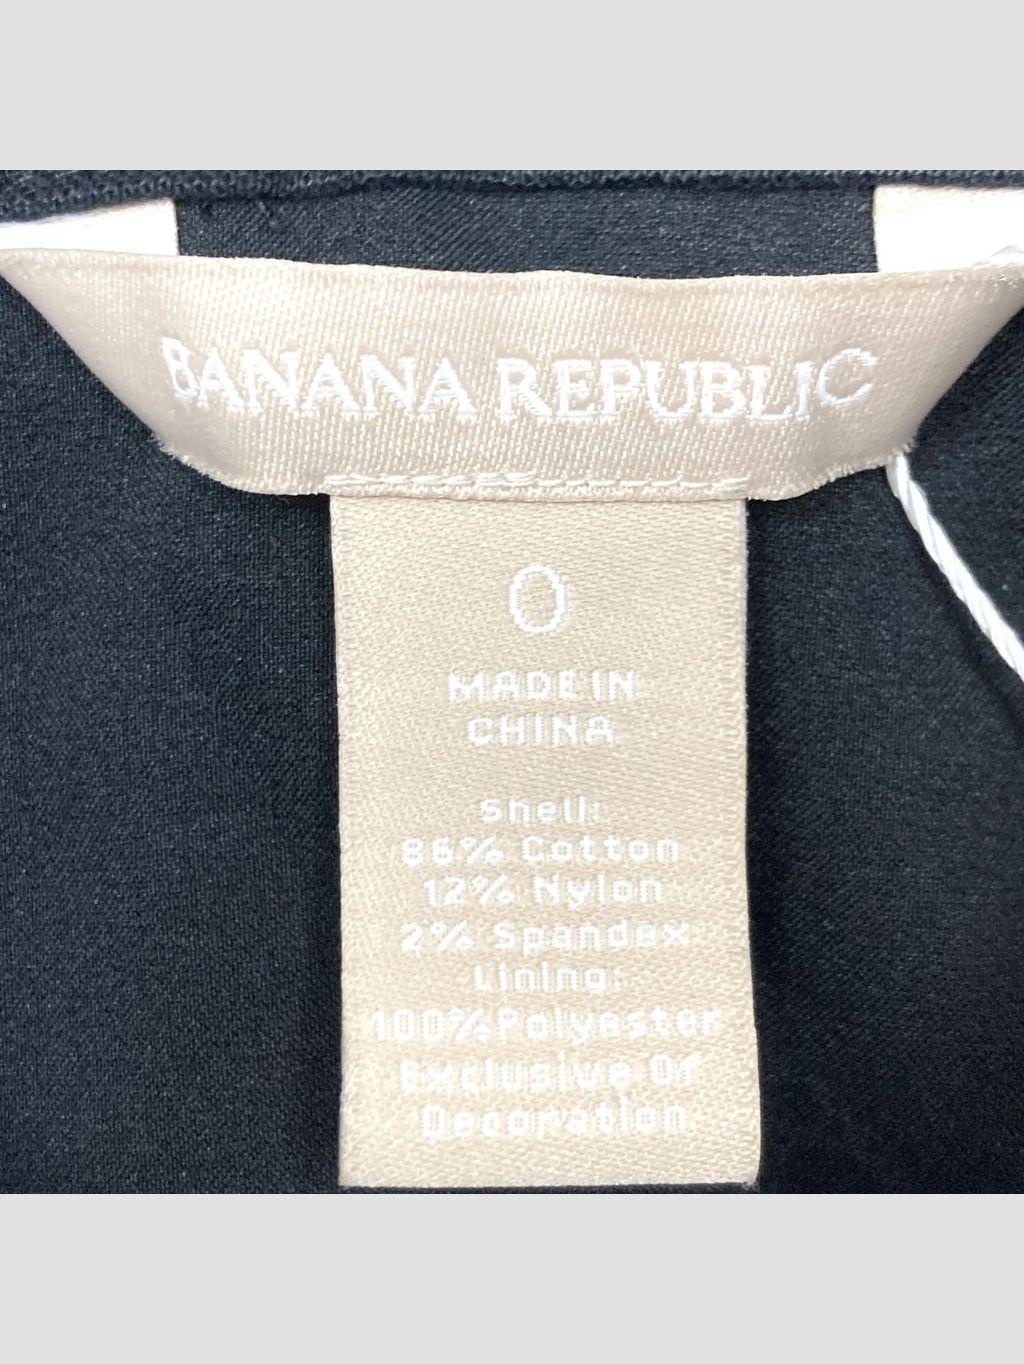 BANANA REPUBLIC
0
MADE IN
CHINA
Shell:
86% Cotton
12% Nylon
2% Spandex
Lining:
100% Polyester
Exclusive Of
Decoration